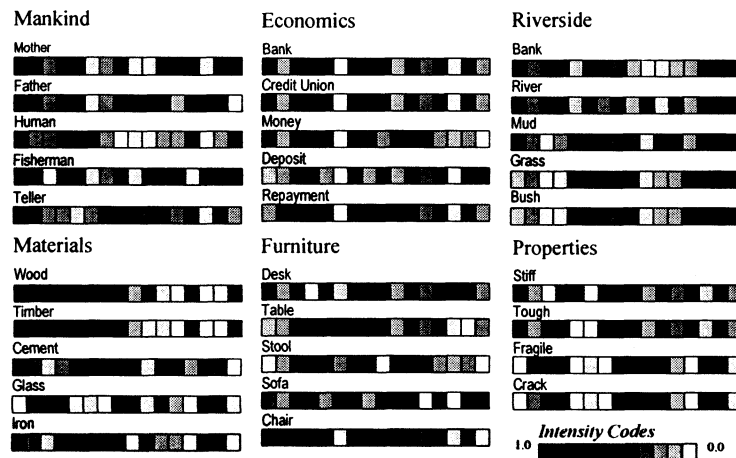 Mankind
Mother
Father
Human
Fisherman
Teller
Economics
Bank
Credit Union
Money
Deposit
Repayment
Riverside
Bank
River
Mud
Grass
Bush
Materials
Wood
Timber
Cement
Glass
Iron
Furniture
Desk
Table
Stool
Sofa
Chair
Properties
Stiff
Tough
Fragile
Crack
Intensity Codes
1.0 0.0